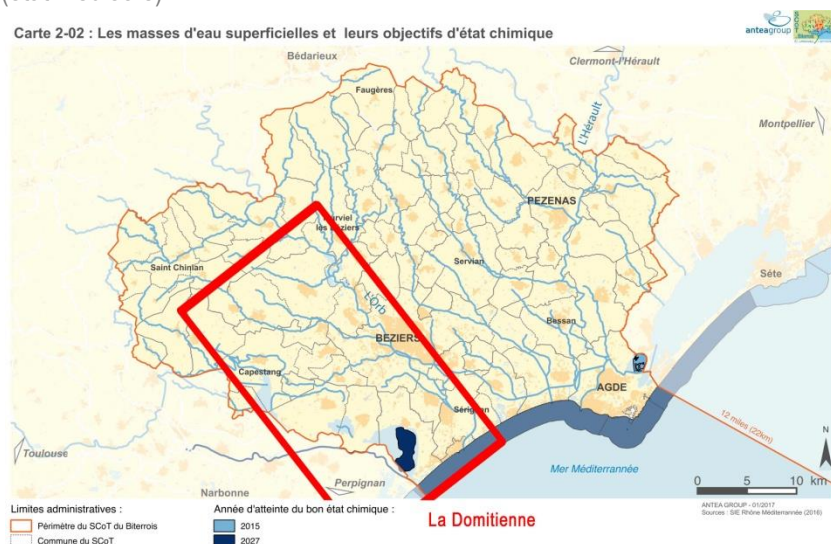 Carte 2-02 : Les masses d'eau superficielles et leurs objectifs d'état chimique
anteagroup
Bédarieux
Clermont-l'Hérault
Faugères
L'Hérault
Montpellier
PEZENAS
Murviel
les Béziers
Saint Chinian
Servian
Sète
L'Orb
Bessan
BEZIERS
Capestang
AGDE
Sérignan
12 miles (22km)
Toulouse
Mer Méditerrannée
N
Perpignan
0 5 10 km
Narbonne
ANTEA GROUP - 01/2017
Sources : SIE Rhône Méditerrannée (2016)
Limites administratives :
Année d'atteinte du bon état chimique :
La Domitienne
Périmètre du SCoT du Biterrois
2015
Commune du SCoT
2027